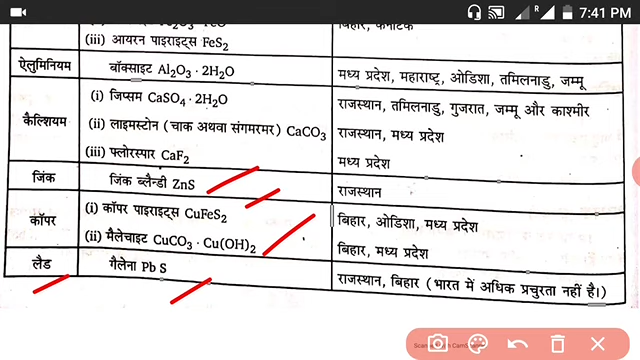 7:41 PM
(iii) आयरन पाइराइट्स FeS2
ऐलुमिनियम बॉक्साइट Al2O3 · 2H2O मध्य प्रदेश, महाराष्ट्र, ओडिशा, तमिलनाडु, जम्मू
कैल्शियम (i) जिप्सम CaSO4 · 2H2O राजस्थान, तमिलनाडु, गुजरात, जम्मू और काश्मीर
(ii) लाइमस्टोन (चाक अथवा संगमरमर) CaCO3 राजस्थान, मध्य प्रदेश
(iii) फ्लोरस्पार CaF2 मध्य प्रदेश
जिंक जिंक ब्लैन्डी ZnS राजस्थान
कॉपर (i) कॉपर पाइराइट्स CuFeS2 बिहार, ओडिशा, मध्य प्रदेश
(ii) मैलेचाइट CuCO3 · Cu(OH)2 बिहार, मध्य प्रदेश
लैड गैलेना Pb S राजस्थान, बिहार (भारत में अधिक प्रचुरता नहीं है।)